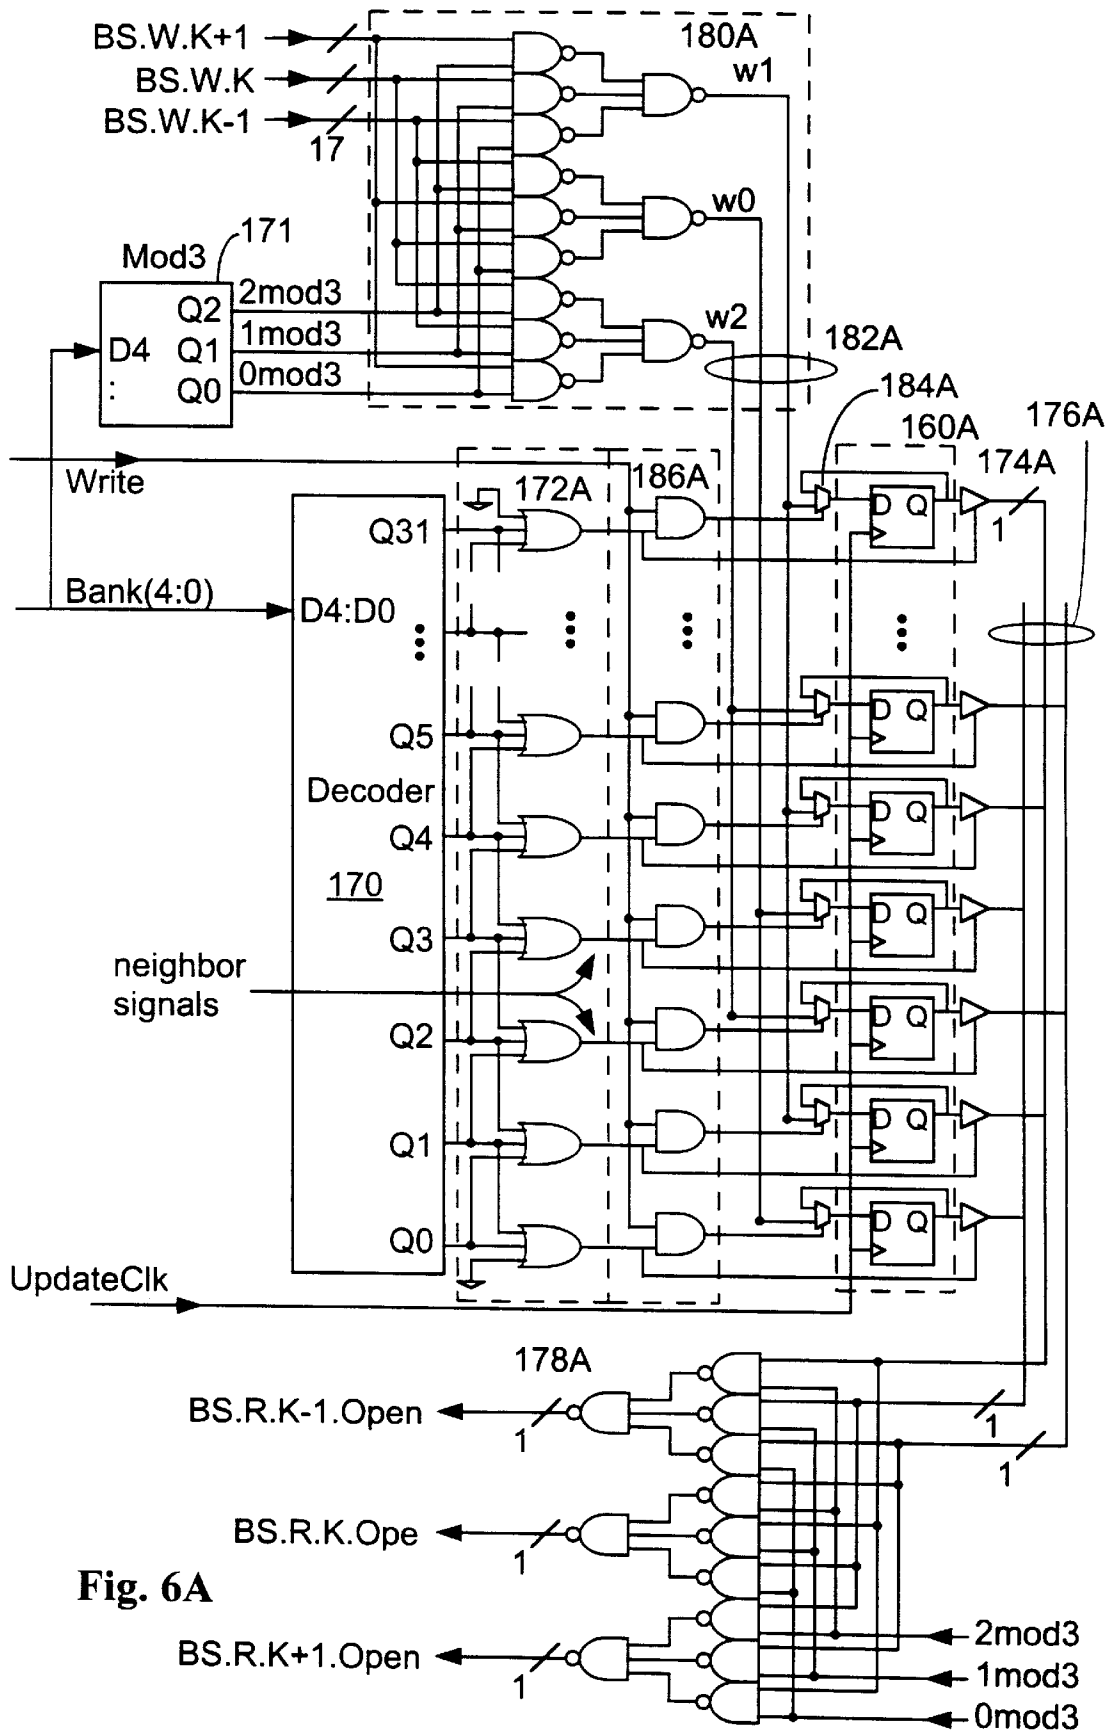 BS.W.K+1
BS.W.K
BS.W.K-1
17
180A
w1
w0
w2
171
Mod3
D4
:
Q2
Q1
Q0
2mod3
1mod3
0mod3
182A
184A
160A
176A
174A
172A
186A
Write
Bank(4:0)
D4:D0
Q31
D Q
1
Q5
D Q
Decoder
Q4
D Q
170
Q3
D Q
neighbor
signals
Q2
D Q
Q1
D Q
Q0
D Q
UpdateClk
178A
BS.R.K-1.Open
1
1
1
BS.R.K.Ope
1
Fig. 6A
BS.R.K+1.Open
1
2mod3
1mod3
0mod3